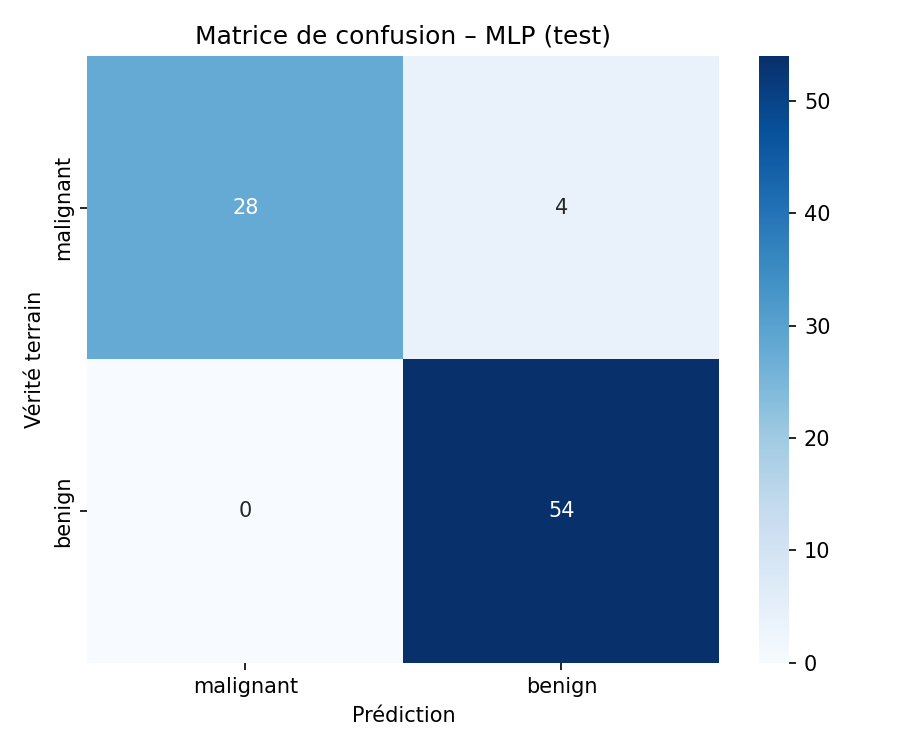 Matrice de confusion – MLP (test)
malignant
28
4
50
40
30
20
10
0
Vérité terrain
benign
0
54
malignant
benign
Prédiction